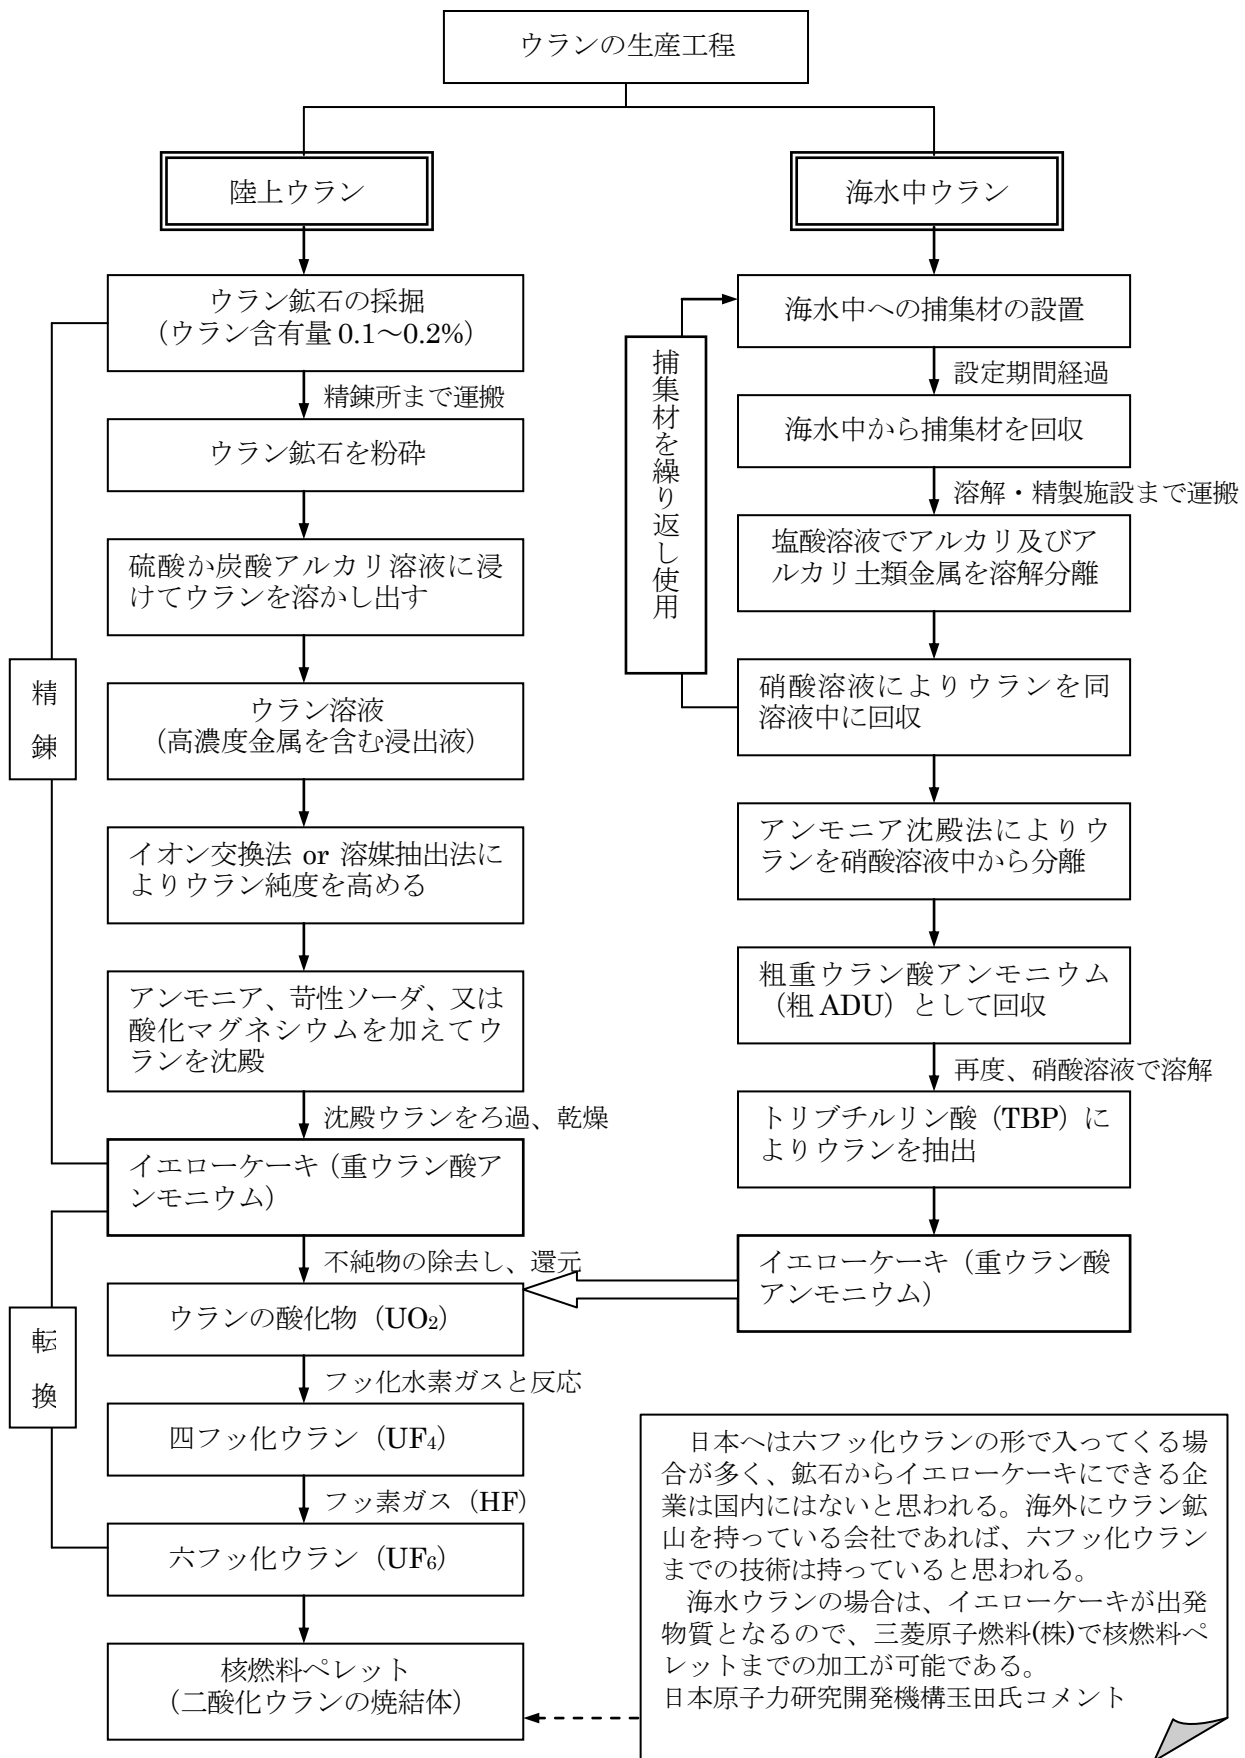 ウランの生産工程
陸上ウラン
ウラン鉱石の採掘
（ウラン含有量 0.1～0.2%）
精錬所まで運搬
ウラン鉱石を粉砕
硫酸か炭酸アルカリ溶液に浸
けてウランを溶かし出す
ウラン溶液
（高濃度金属を含む浸出液）
イオン交換法 or 溶媒抽出法に
よりウラン純度を高める
アンモニア、苛性ソーダ、又は
酸化マグネシウムを加えてウ
ランを沈殿
沈殿ウランをろ過、乾燥
イエローケーキ（重ウラン酸ア
ンモニウム）
不純物の除去し、還元
ウランの酸化物（UO₂）
フッ化水素ガスと反応
四フッ化ウラン（UF₄）
フッ素ガス（HF）
六フッ化ウラン（UF₆）
核燃料ペレット
（二酸化ウランの焼結体）
精錬
転換
海水中ウラン
海水中への捕集材の設置
設定期間経過
海水中から捕集材を回収
溶解・精製施設まで運搬
塩酸溶液でアルカリ及びア
ルカリ土類金属を溶解分離
硝酸溶液によりウランを同
溶液中に回収
捕集材を繰り返し使用
アンモニア沈殿法によりウ
ランを硝酸溶液中から分離
粗重ウラン酸アンモニウム
（粗 ADU）として回収
再度、硝酸溶液で溶解
トリブチルリン酸（TBP）に
よりウランを抽出
イエローケーキ（重ウラン酸
アンモニウム）
日本へは六フッ化ウランの形で入ってくる場
合が多く、鉱石からイエローケーキにできる企
業は国内にはないと思われる。海外にウラン鉱
山を持っている会社であれば、六フッ化ウラン
までの技術は持っていると思われる。
海水ウランの場合は、イエローケーキが出発
物質となるので、三菱原子燃料(株)で核燃料ペ
レットまでの加工が可能である。
日本原子力研究開発機構玉田氏コメント